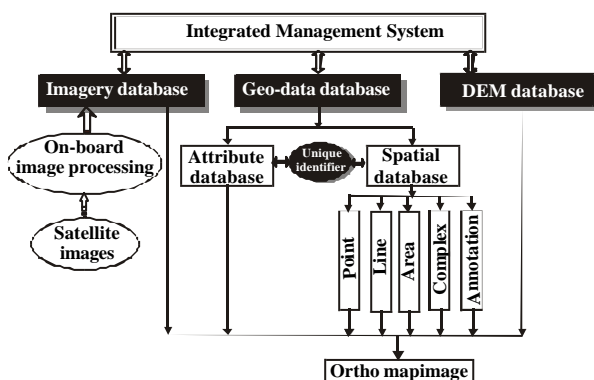 Integrated Management System
Imagery database
Geo-data database
DEM database
On-board
image processing
Attribute
database
Unique
identifier
Spatial
database
Satellite
images
Point
Line
Area
Complex
Annotation
Ortho mapimage